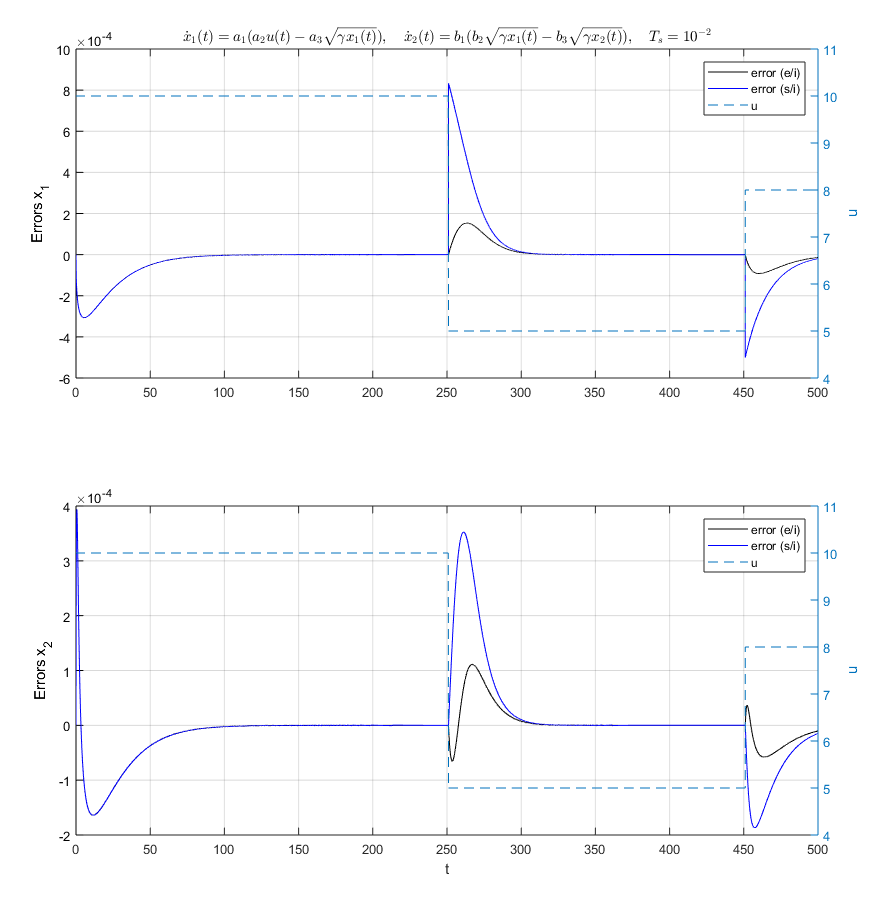 ẋ₁(t) = a₁(a₂u(t) − a₃√γx₁(t)), ẋ₂(t) = b₁(b₂√γx₁(t) − b₃√γx₂(t)), Tₛ = 10⁻²
×10⁻⁴
10
8
6
4
2
0
-2
-4
-6
Errors x₁
0 50 100 150 200 250 300 350 400 450 500
11
10
9
8
7
6
5
4
u
error (e/i)
error (s/i)
u
×10⁻⁴
4
3
2
1
0
-1
-2
Errors x₂
0 50 100 150 200 250 300 350 400 450 500
t
11
10
9
8
7
6
5
4
u
error (e/i)
error (s/i)
u